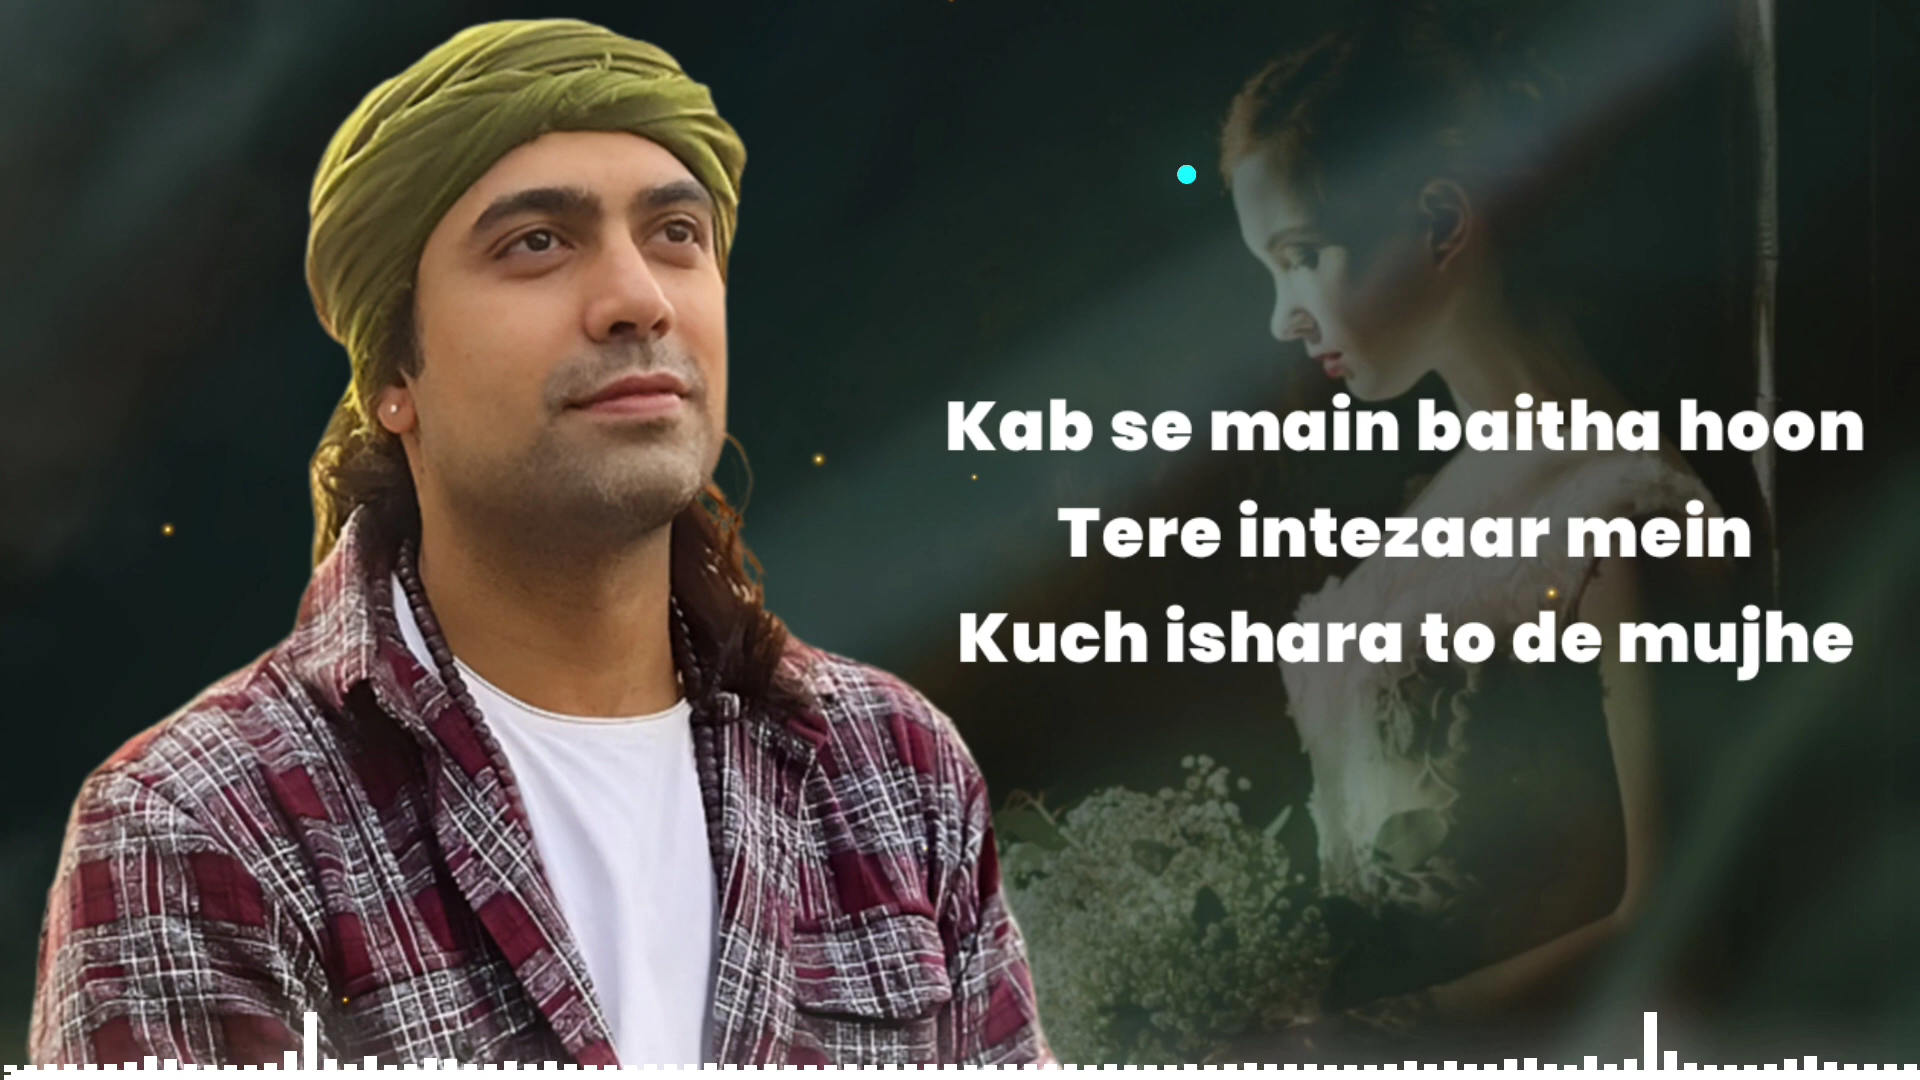 Kab se main baitha hoon
Tere intezaar mein
Kuch ishara to de mujhe